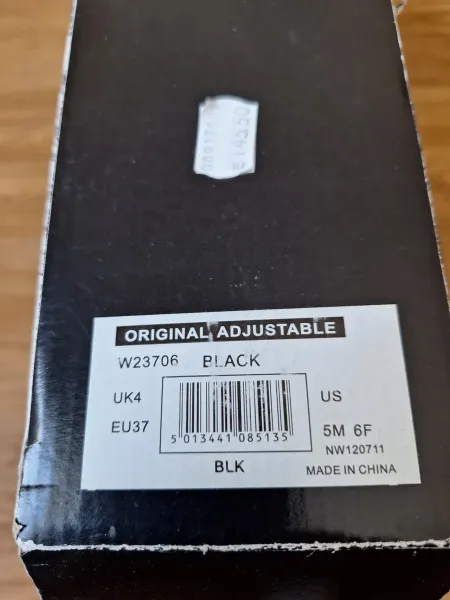 ORIGINAL ADJUSTABLE
W23706 BLACK
UK4
US
EU37
5 013441 085135
5M 6F
NW120711
BLK
MADE IN CHINA